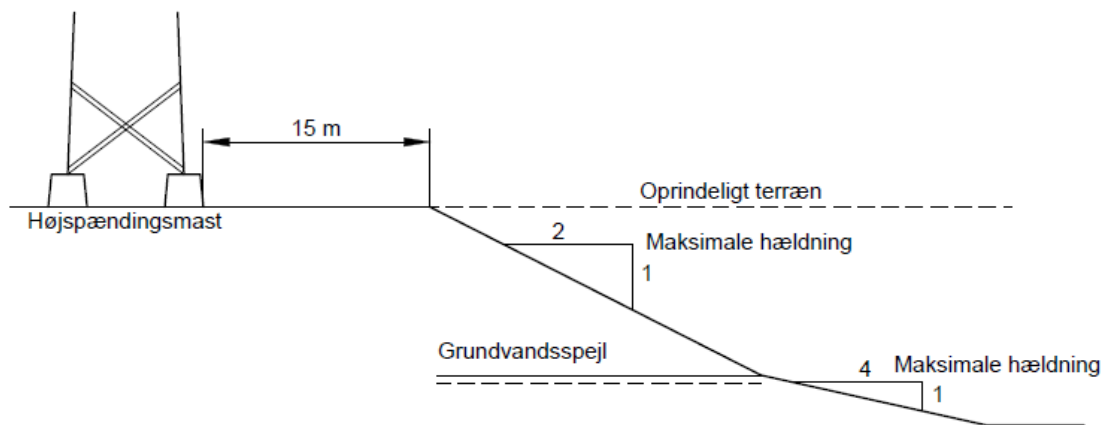 15 m
Oprindeligt terræn
Højspændingsmast
2
Maksimale hældning
1
Grundvandsspejl
4
Maksimale hældning
1